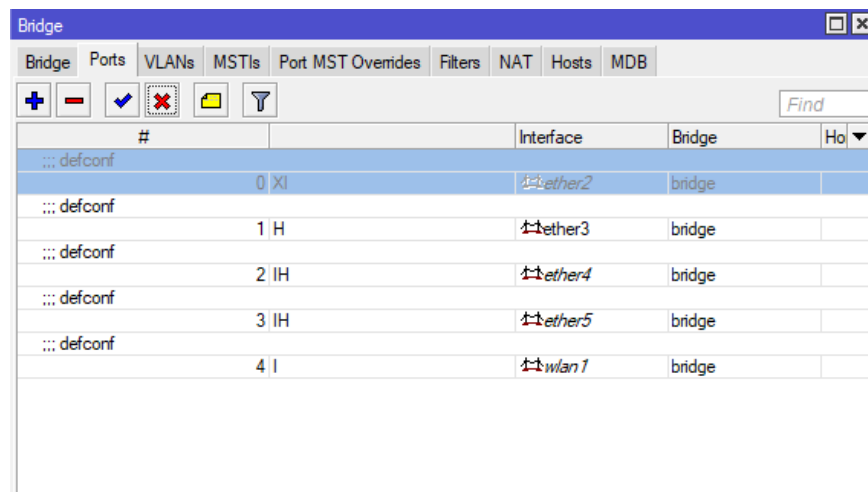 Bridge
Bridge Ports VLANs MSTIs Port MST Overrides Filters NAT Hosts MDB
Find
# Interface Bridge Ho
;;; defconf
0 XI ether2 bridge
;;; defconf
1 H ether3 bridge
;;; defconf
2 IH ether4 bridge
;;; defconf
3 IH ether5 bridge
;;; defconf
4 I wlan1 bridge